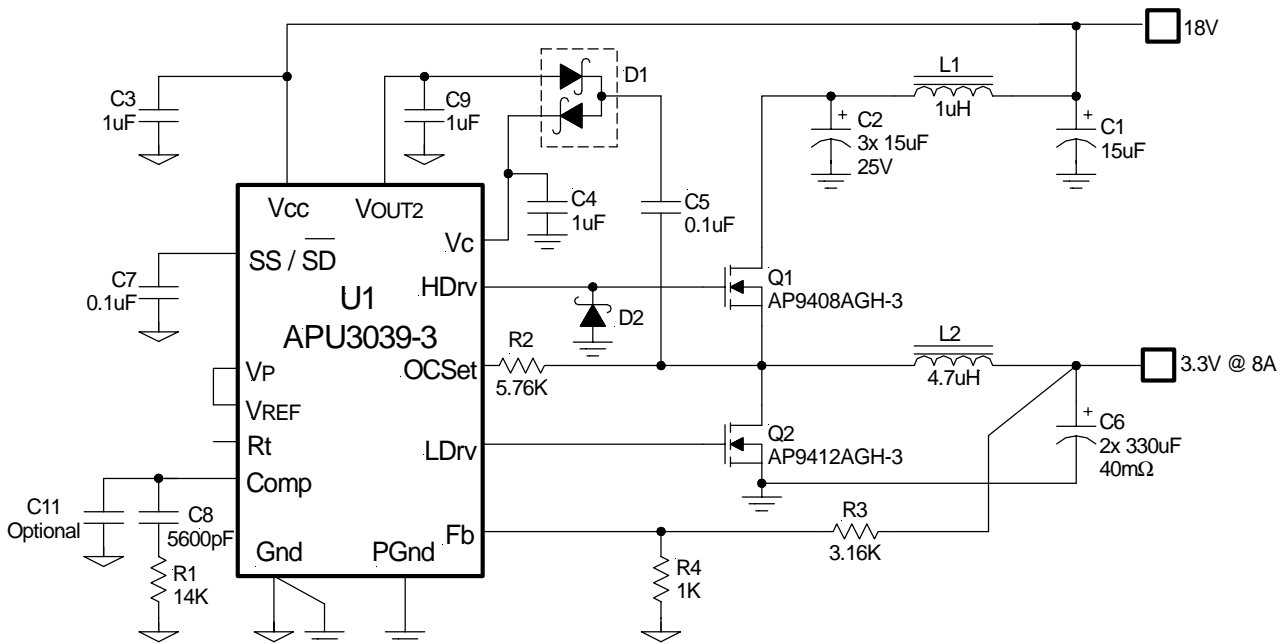 18V
D1
L1
1uH
C3
1uF
C9
1uF
C2
3x 15uF
25V
C1
15uF
C4
1uF
C5
0.1uF
Vcc
VOUT2
Vc
SS / SD
HDrv
U1
APU3039-3
C7
0.1uF
Q1
AP9408AGH-3
D2
R2
5.76K
OCSet
L2
4.7uH
3.3V @ 8A
VP
VREF
Rt
LDrv
Q2
AP9412AGH-3
C6
2x 330uF
40mΩ
Comp
C11
Optional
C8
5600pF
R1
14K
Gnd
PGnd
Fb
R3
3.16K
R4
1K